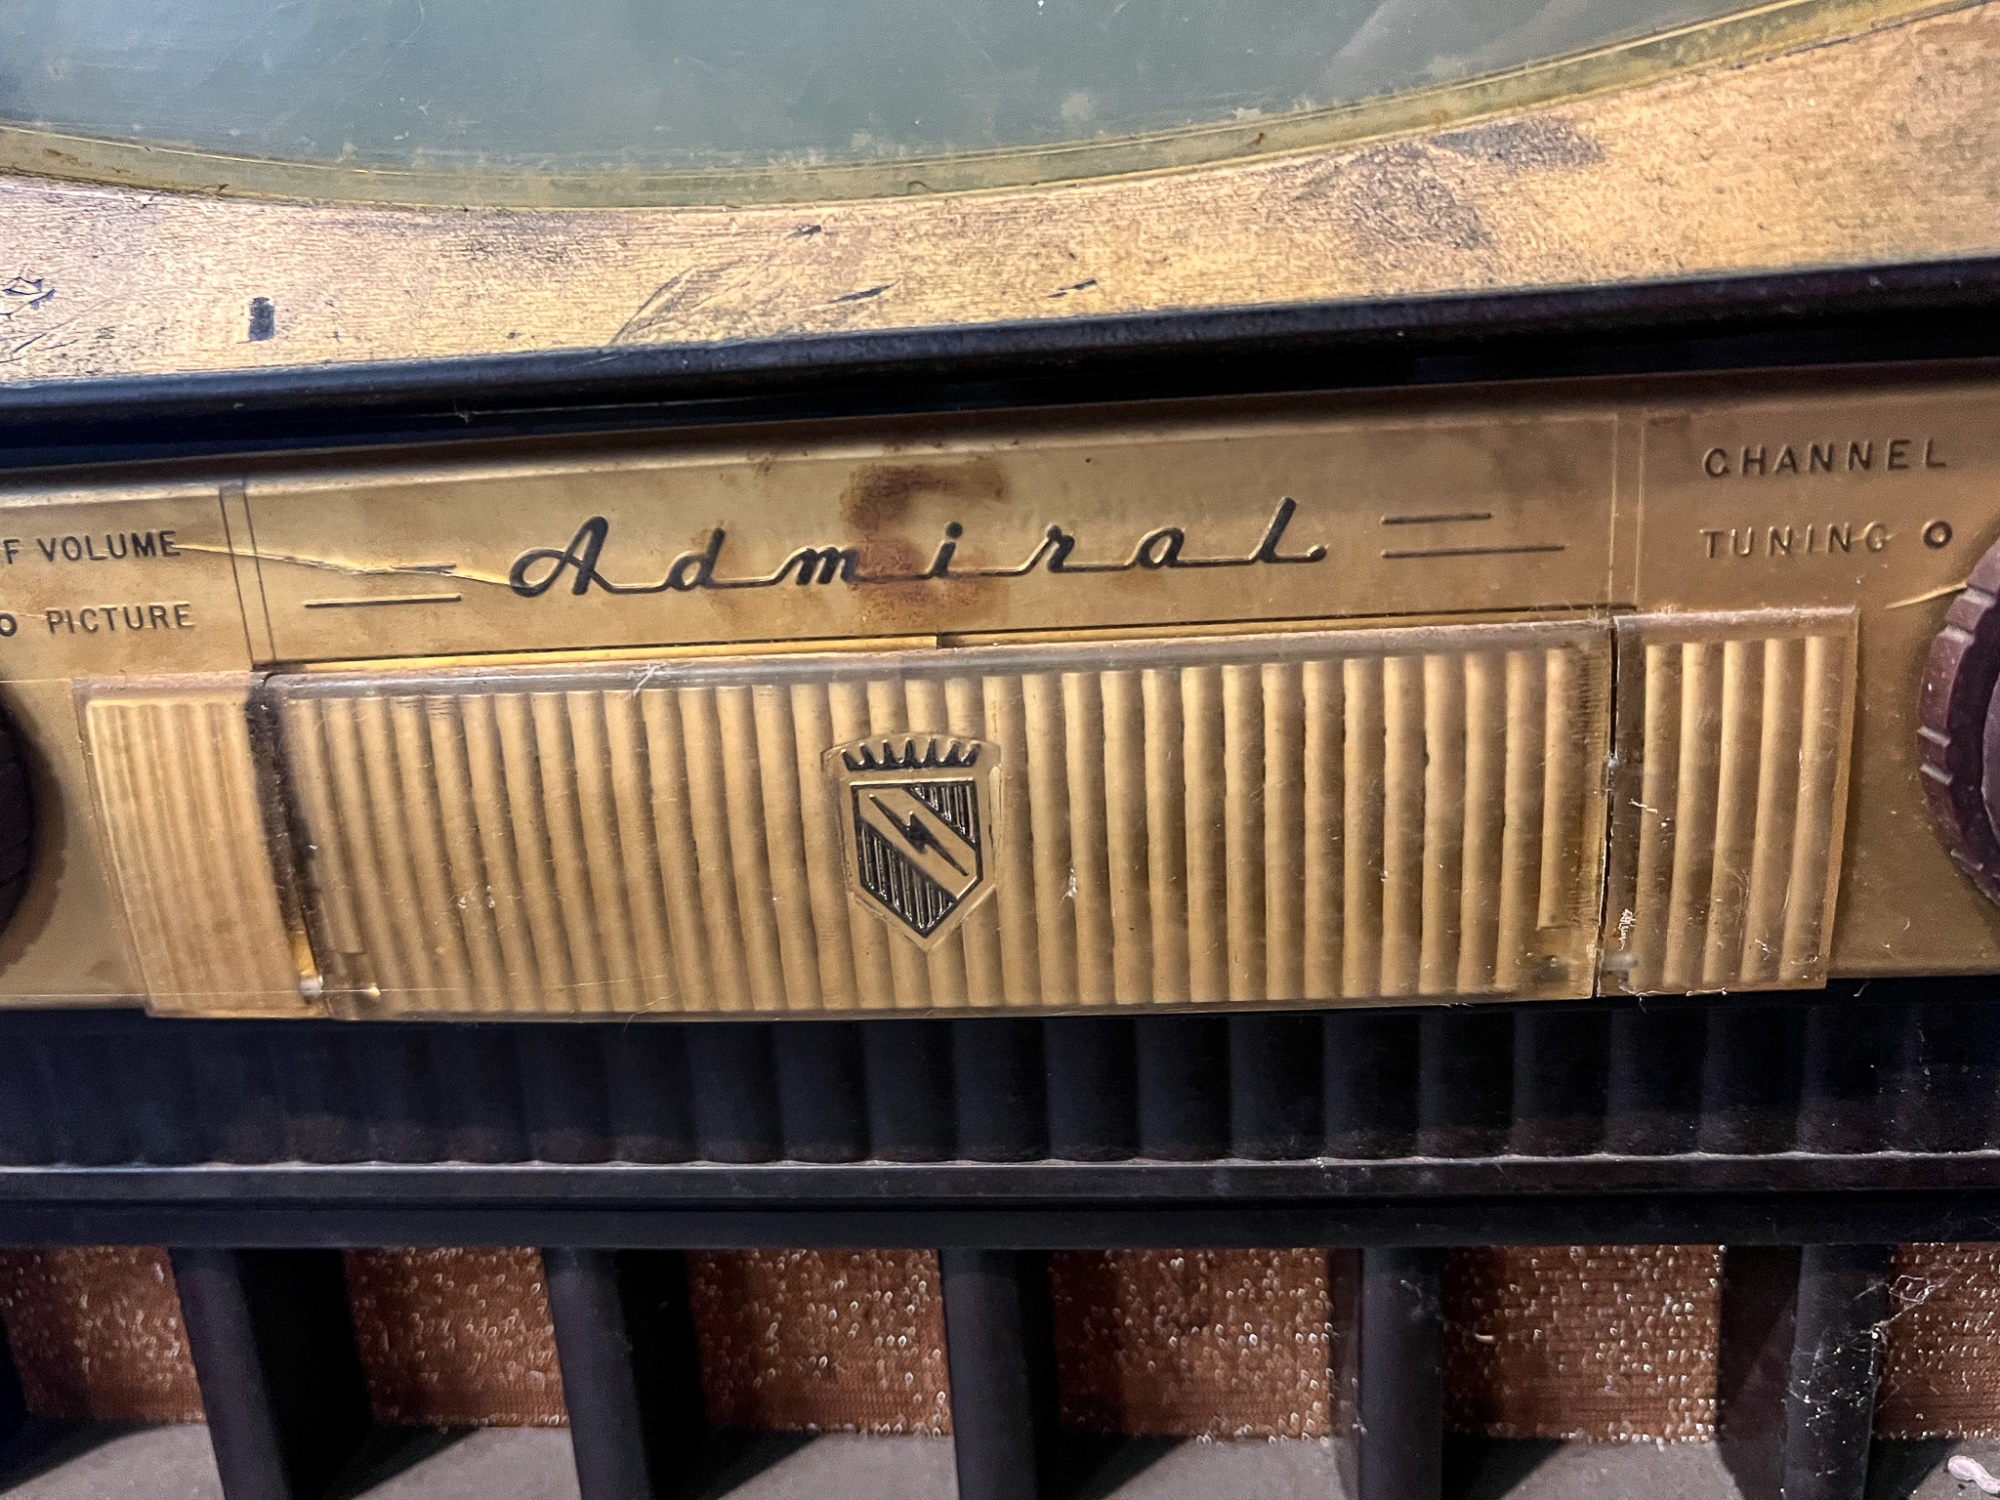 F VOLUME
O PICTURE
Admiral
CHANNEL
TUNING O